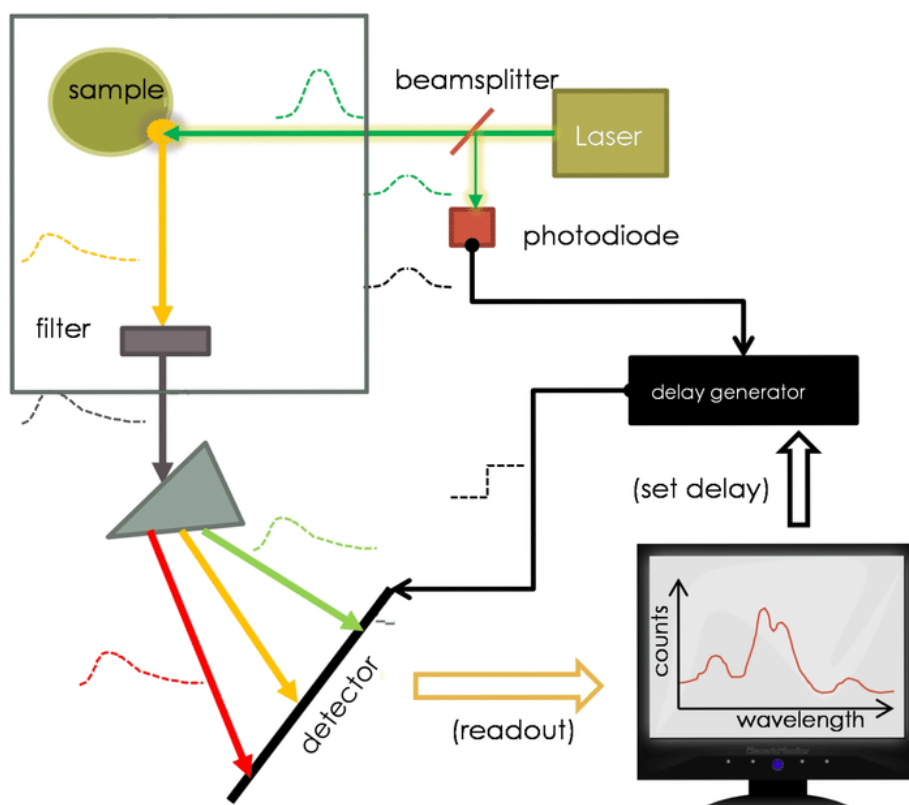 sample
beamsplitter
Laser
photodiode
filter
delay generator
(set delay)
counts
wavelength
detector
(readout)